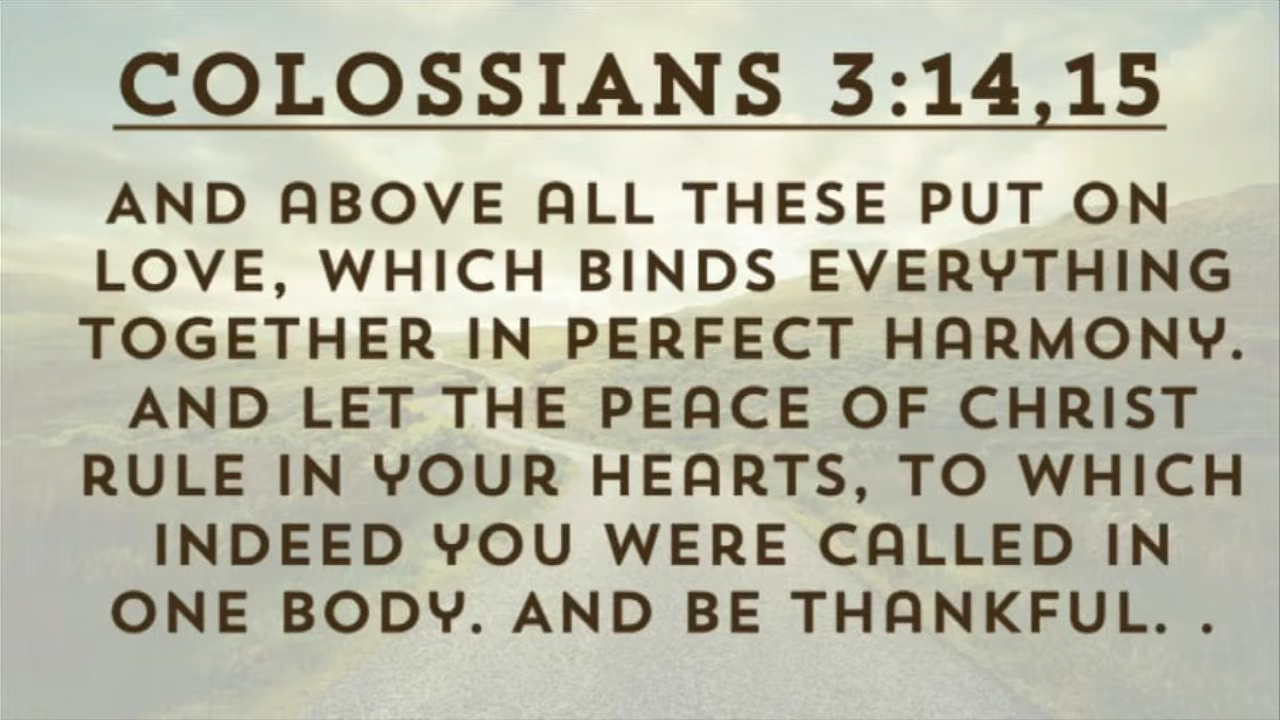 COLOSSIANS 3:14,15
AND ABOVE ALL THESE PUT ON
LOVE, WHICH BINDS EVERYTHING
TOGETHER IN PERFECT HARMONY.
AND LET THE PEACE OF CHRIST
RULE IN YOUR HEARTS, TO WHICH
INDEED YOU WERE CALLED IN
ONE BODY. AND BE THANKFUL. .